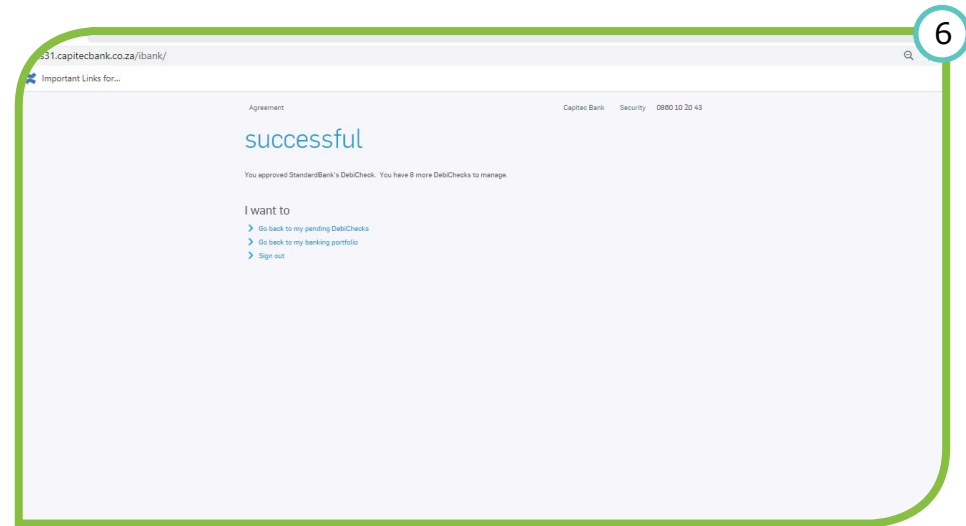 6
s31.capitecbank.co.za/ibank/
Important Links for...
Agreement Capitec Bank Security 0860 10 20 43
successful
You approved StandardBank's DebiCheck. You have 8 more DebiChecks to manage.
I want to
Go back to my pending DebiChecks
Go back to my banking portfolio
Sign out